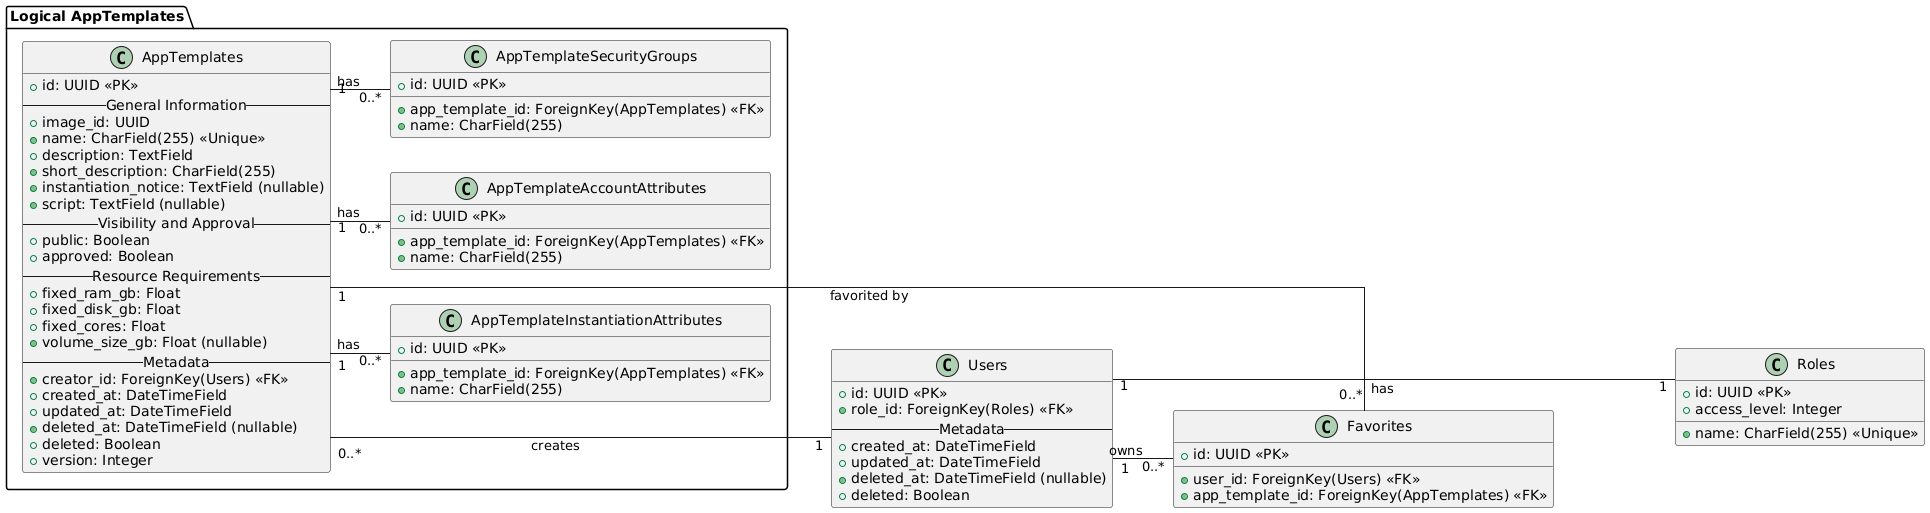 Logical AppTemplates
C AppTemplates
id: UUID «PK»
General Information
image_id: UUID
name: CharField(255) «Unique»
description: TextField
short_description: CharField(255)
instantiation_notice: TextField (nullable)
script: TextField (nullable)
Visibility and Approval
public: Boolean
approved: Boolean
Resource Requirements
fixed_ram_gb: Float
fixed_disk_gb: Float
fixed_cores: Float
volume_size_gb: Float (nullable)
Metadata
creator_id: ForeignKey(Users) «FK»
created_at: DateTimeField
updated_at: DateTimeField
deleted_at: DateTimeField (nullable)
deleted: Boolean
version: Integer
has
1
0..*
C AppTemplateSecurityGroups
id: UUID «PK»
app_template_id: ForeignKey(AppTemplates) «FK»
name: CharField(255)
has
1
0..*
C AppTemplateAccountAttributes
id: UUID «PK»
app_template_id: ForeignKey(AppTemplates) «FK»
name: CharField(255)
1
favorited by
0..*
has
1
0..*
C AppTemplateInstantiationAttributes
id: UUID «PK»
app_template_id: ForeignKey(AppTemplates) «FK»
name: CharField(255)
0..*
creates
1
C Users
id: UUID «PK»
role_id: ForeignKey(Roles) «FK»
Metadata
created_at: DateTimeField
updated_at: DateTimeField
deleted_at: DateTimeField (nullable)
deleted: Boolean
1
has
1
owns
1
0..*
C Favorites
id: UUID «PK»
user_id: ForeignKey(Users) «FK»
app_template_id: ForeignKey(AppTemplates) «FK»
C Roles
id: UUID «PK»
access_level: Integer
name: CharField(255) «Unique»